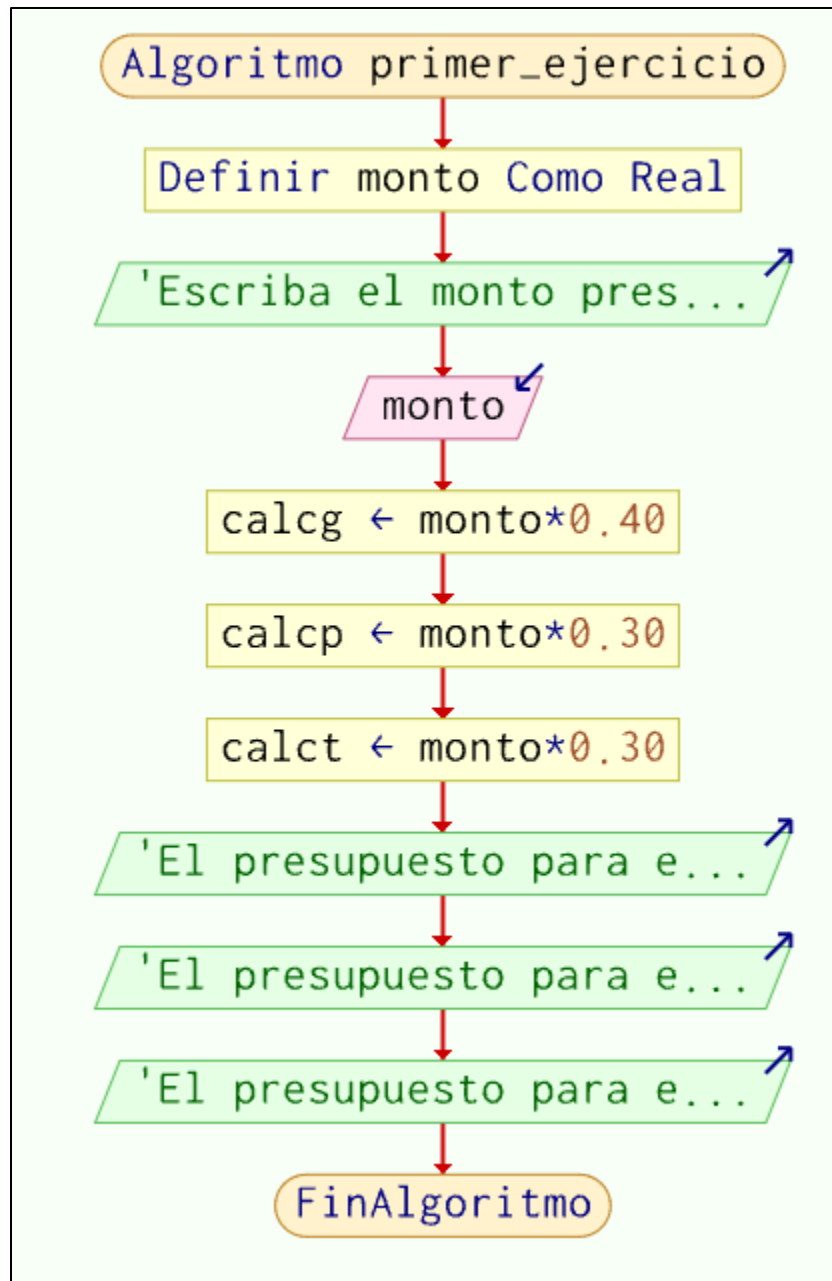 Algoritmo primer_ejercicio
Definir monto Como Real
'Escriba el monto pres...
monto
calcg ← monto*0.40
calcp ← monto*0.30
calct ← monto*0.30
'El presupuesto para e...
'El presupuesto para e...
'El presupuesto para e...
FinAlgoritmo